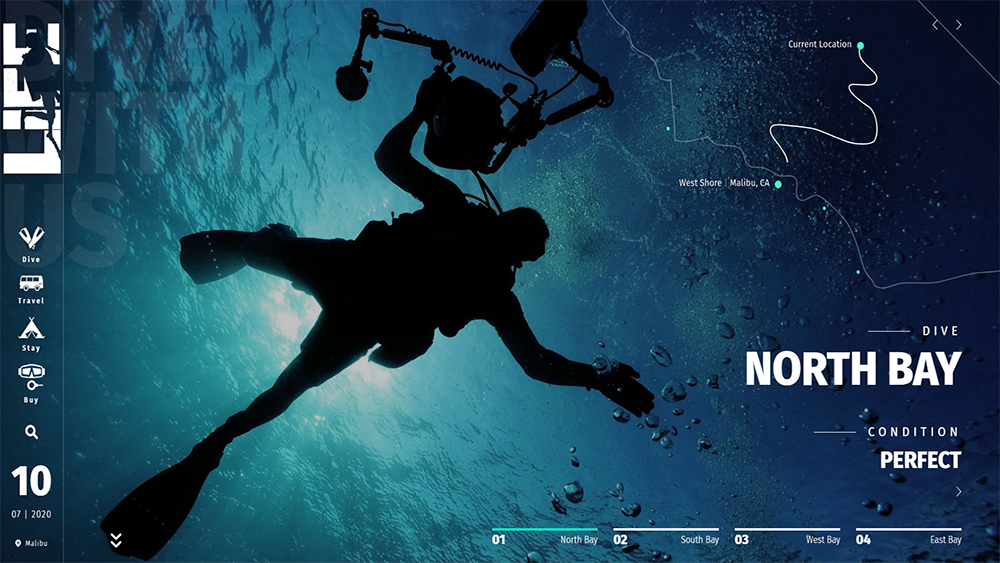 LIFE
DIVE
WITH
US
Dive
Travel
Stay
Buy
10
07 | 2020
Malibu
Current Location
West Shore | Malibu, CA
DIVE
NORTH BAY
CONDITION
PERFECT
01 North Bay
02 South Bay
03 West Bay
04 East Bay